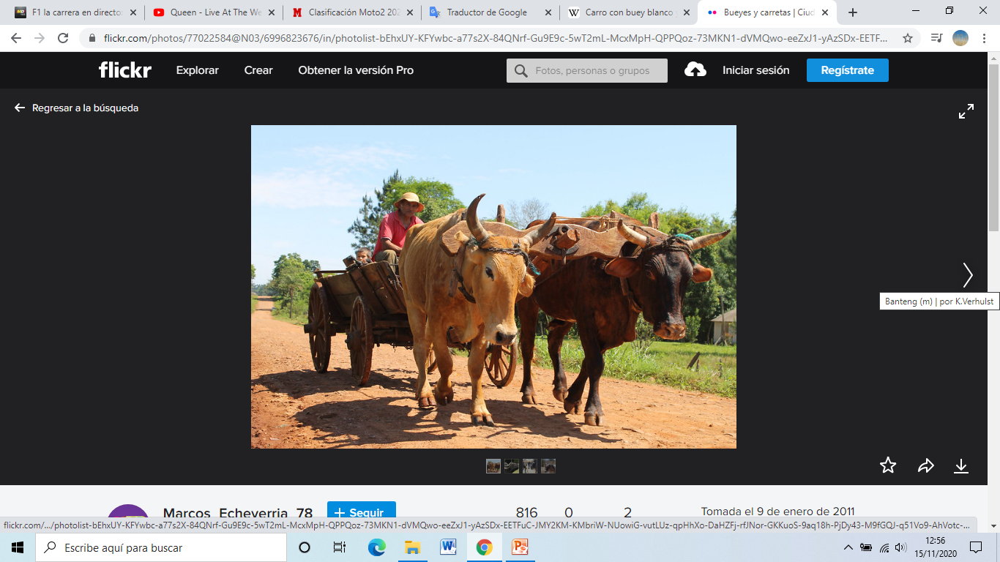 F1 la carrera en directo:
Queen - Live At The We
Clasificación Moto2 202
Traductor de Google
Carro con buey blanco
Bueyes y carretas | Ciud
flickr.com/photos/77022584@N03/6996823676/in/photolist-bEhxUY-KFYwbc-a77s2X-84QNrf-Gu9E9c-5wT2mL-McxMpH-QPPQoz-73MKN1-dVMQwo-eeZxJ1-yAzSDx-EETF...
flickr
Explorar
Crear
Obtener la versión Pro
Fotos, personas o grupos
Iniciar sesión
Regístrate
Regresar a la búsqueda
Banteng (m) | por K.Verhulst
Marcos_Echeverria_78
+ Seguir
816
0
2
Tomada el 9 de enero de 2011
flickr.com/.../photolist-bEhxUY-KFYwbc-a77s2X-84QNrf-Gu9E9c-5wT2mL-McxMpH-QPPQoz-73MKN1-dVMQwo-eeZxJ1-yAzSDx-EETFuC-JMY2KM-KMbriW-NUowiG-vutLUz-qpHhXo-DaHZFj-rfJNor-GKKuoS-9aq18h-PjDy43-M9fGQJ-q51Vo9-AhVotc-...
Escribe aquí para buscar
12:56
15/11/2020